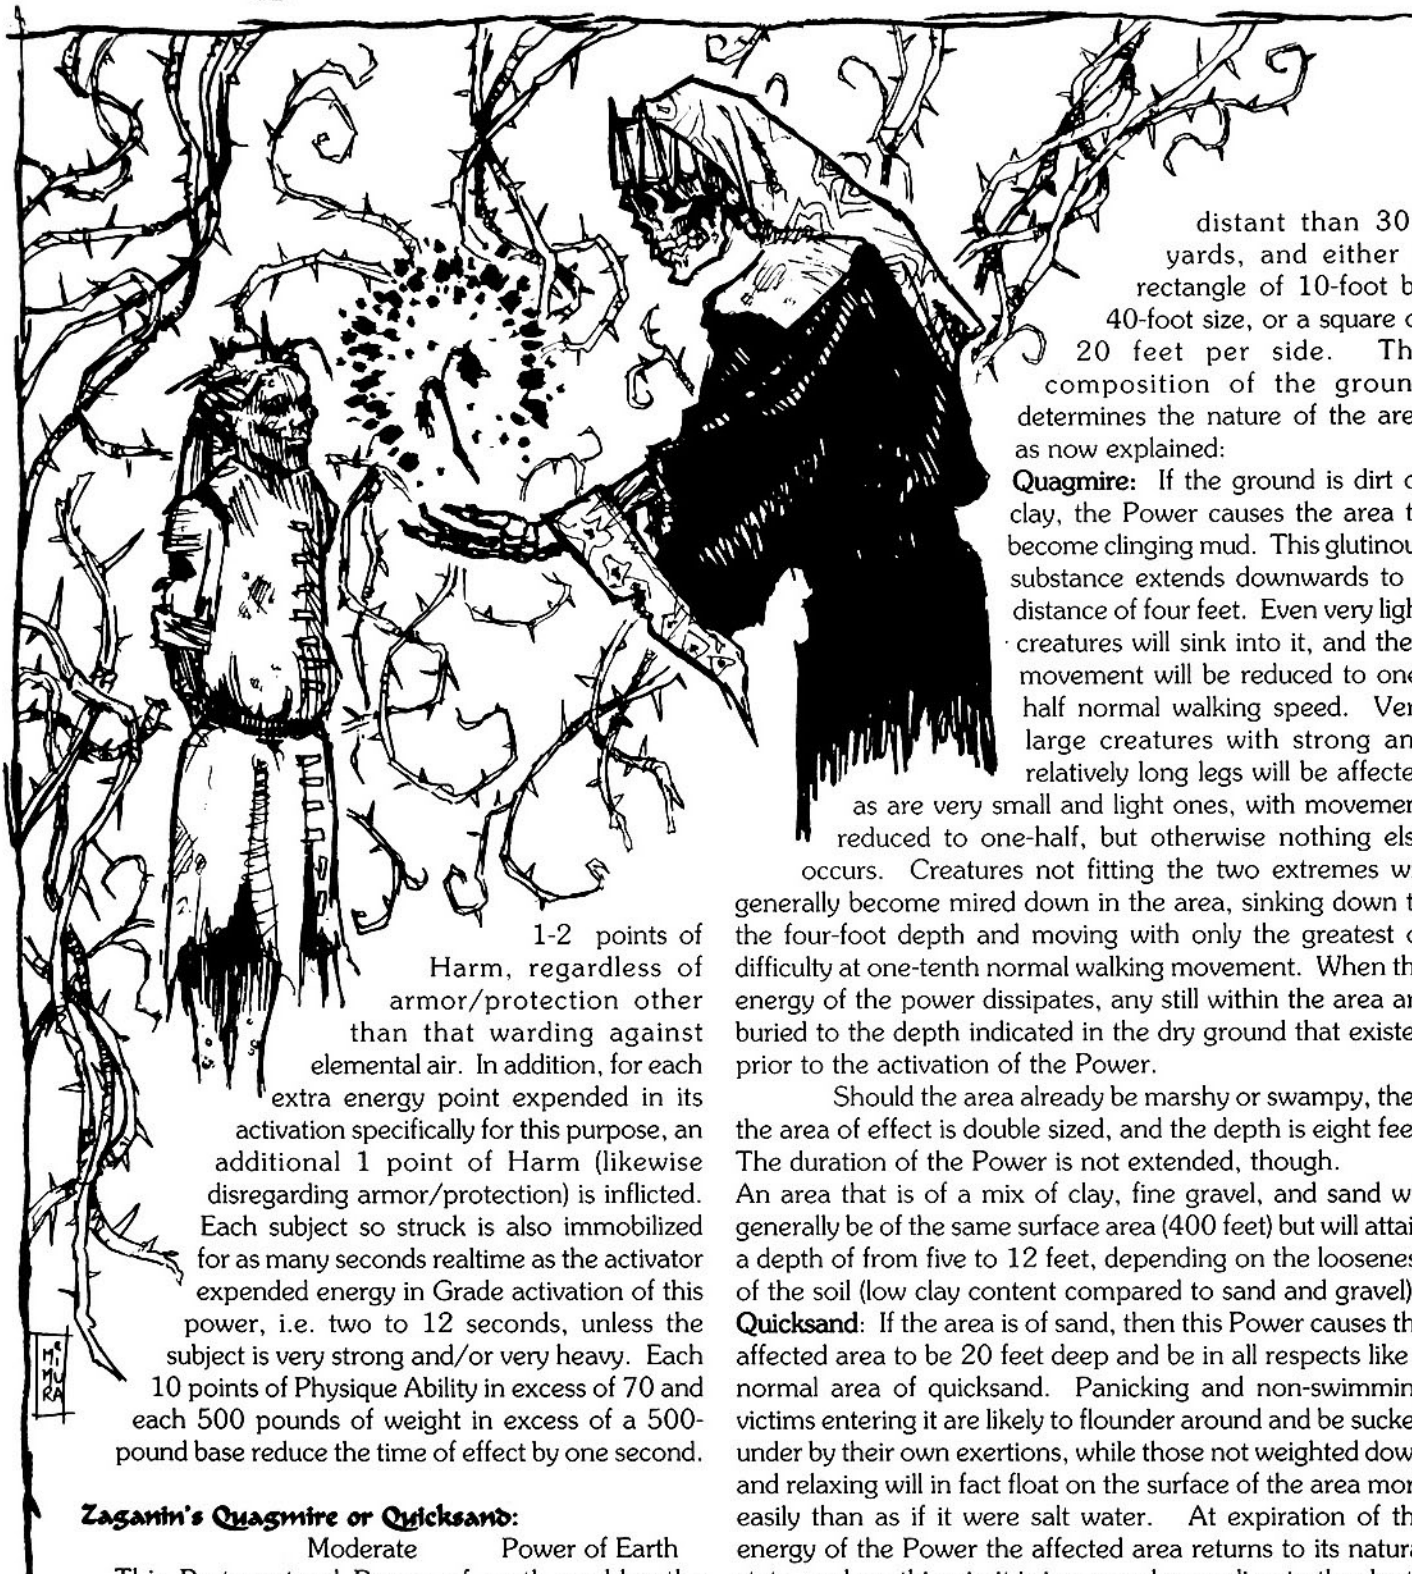 1-2 points of
Harm, regardless of
armor/protection other
than that warding against
elemental air. In addition, for each
extra energy point expended in its
activation specifically for this purpose, an
additional 1 point of Harm (likewise
disregarding armor/protection) is inflicted.
Each subject so struck is also immobilized
for as many seconds realtime as the activator
expended energy in Grade activation of this
power, i.e. two to 12 seconds, unless the
subject is very strong and/or very heavy. Each
10 points of Physique Ability in excess of 70 and
each 500 pounds of weight in excess of a 500-
pound base reduce the time of effect by one second.
Zaganin's Quagmire or Quicksand:
Moderate Power of Earth
distant than 30
yards, and either
rectangle of 10-foot b
40-foot size, or a square o
20 feet per side. Th
composition of the groun
determines the nature of the are
as now explained:
Quagmire: If the ground is dirt o
clay, the Power causes the area t
become clinging mud. This glutinou
substance extends downwards to
distance of four feet. Even very ligh
creatures will sink into it, and the
movement will be reduced to one
half normal walking speed. Ver
large creatures with strong an
relatively long legs will be affecte
as are very small and light ones, with movemen
reduced to one-half, but otherwise nothing els
occurs. Creatures not fitting the two extremes w
generally become mired down in the area, sinking down t
the four-foot depth and moving with only the greatest o
difficulty at one-tenth normal walking movement. When th
energy of the power dissipates, any still within the area ar
buried to the depth indicated in the dry ground that existe
prior to the activation of the Power.
Should the area already be marshy or swampy, the
the area of effect is double sized, and the depth is eight fee
The duration of the Power is not extended, though.
An area that is of a mix of clay, fine gravel, and sand w
generally be of the same surface area (400 feet) but will attai
a depth of from five to 12 feet, depending on the loosenes
of the soil (low clay content compared to sand and gravel)
Quicksand: If the area is of sand, then this Power causes th
affected area to be 20 feet deep and be in all respects like
normal area of quicksand. Panicking and non-swimmin
victims entering it are likely to flounder around and be sucke
under by their own exertions, while those not weighted dow
and relaxing will in fact float on the surface of the area mor
easily than as if it were salt water. At expiration of th
energy of the Power the affected area returns to its natura